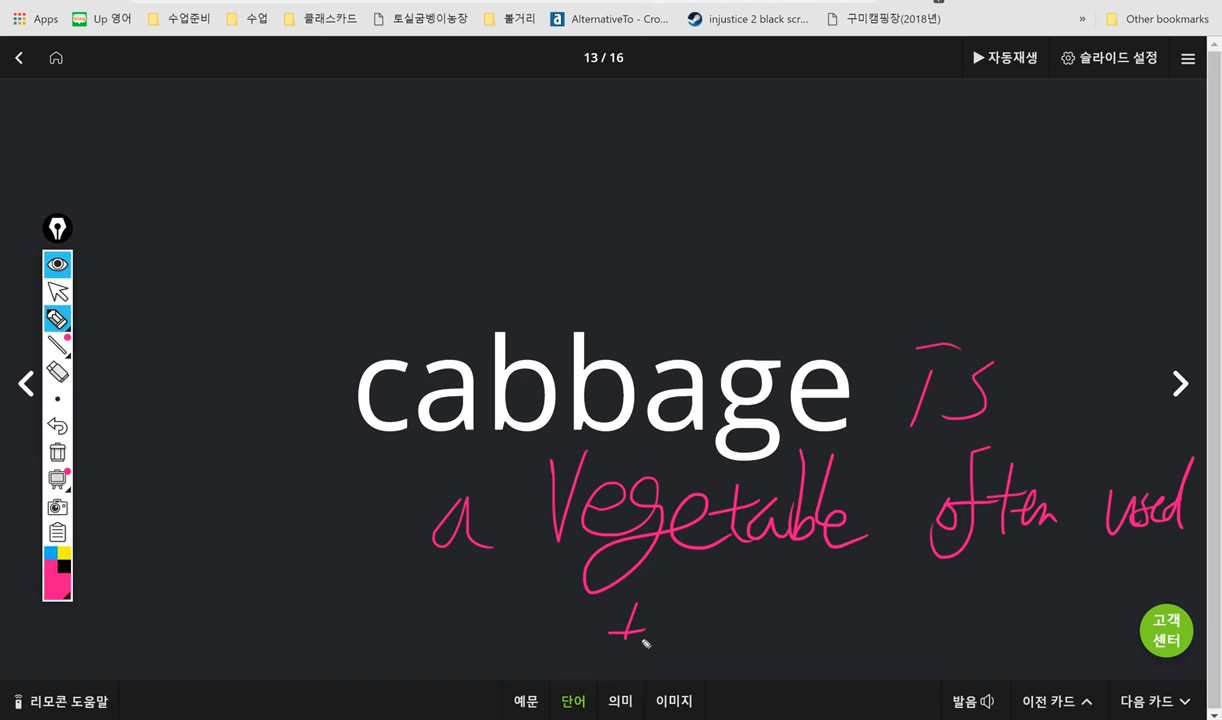 Apps Up 영어 수업준비 수업 클래스카드 토실굼벵이농장 볼거리 a AlternativeTo - Cro... injustice 2 black scr... 구미캠핑장(2018년) » Other bookmarks
13 / 16 자동재생 슬라이드 설정
cabbage is
a Vegetable often used
t
고객
센터
리모콘 도움말 예문 단어 의미 이미지 발음 이전 카드 다음 카드